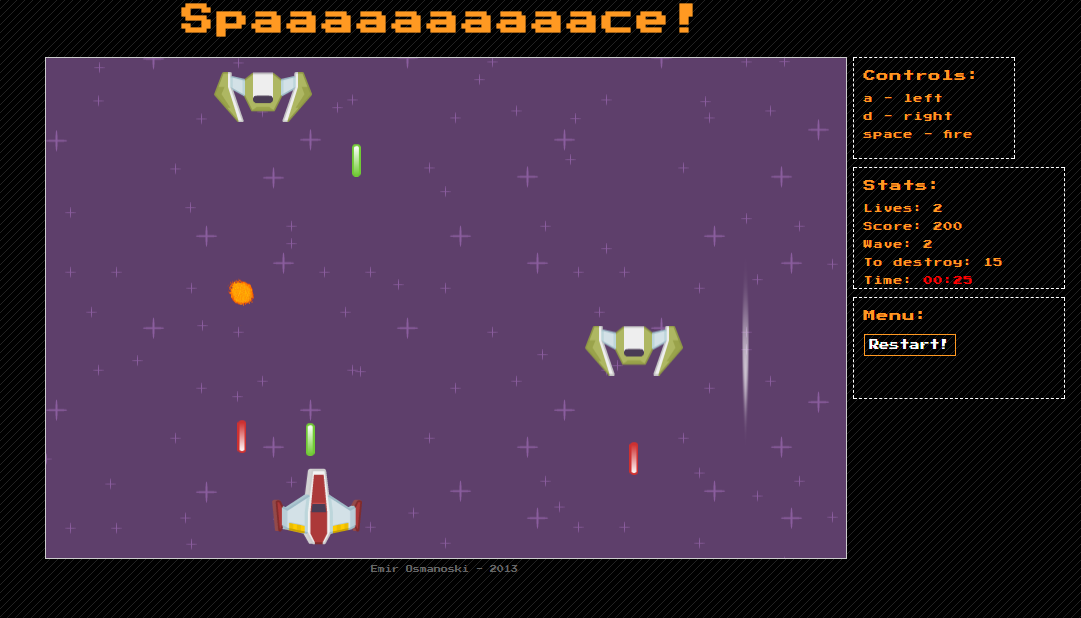 Spaaaaaaaaaaace!
Controls:
a - left
d - right
space - fire
Stats:
Lives: 2
Score: 200
Wave: 2
To destroy: 15
Time: 00:25
Menu:
Restart!
Emir Osmanoski - 2013